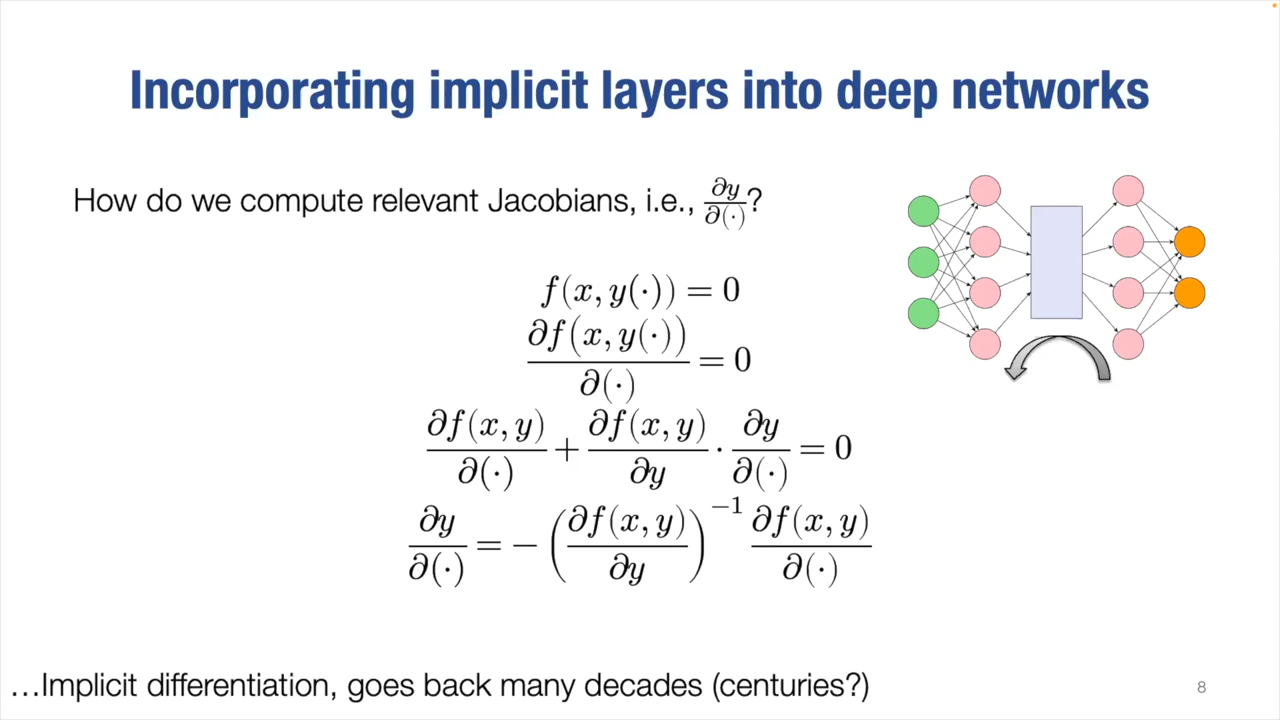 Incorporating implicit layers into deep networks
How do we compute relevant Jacobians, i.e., ∂y/∂(·)?
f(x, y(·)) = 0
∂f(x, y(·))/∂(·) = 0
∂f(x, y)/∂(·) + ∂f(x, y)/∂y · ∂y/∂(·) = 0
∂y/∂(·) = −(∂f(x, y)/∂y)⁻¹ ∂f(x, y)/∂(·)
...Implicit differentiation, goes back many decades (centuries?)
8